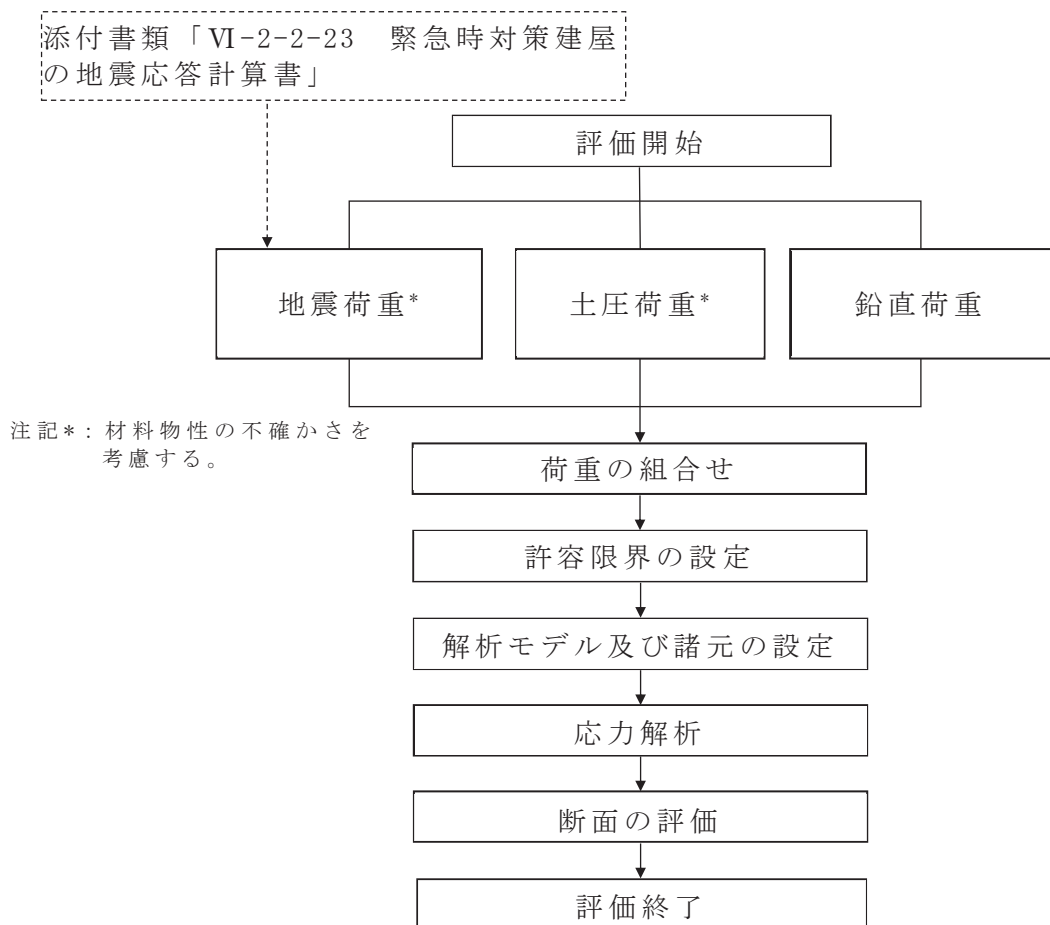 添付書類「Ⅵ-2-2-23　緊急時対策建屋
の地震応答計算書」
評価開始
地震荷重*
土圧荷重*
鉛直荷重
注記*：材料物性の不確かさを
考慮する。
荷重の組合せ
許容限界の設定
解析モデル及び諸元の設定
応力解析
断面の評価
評価終了